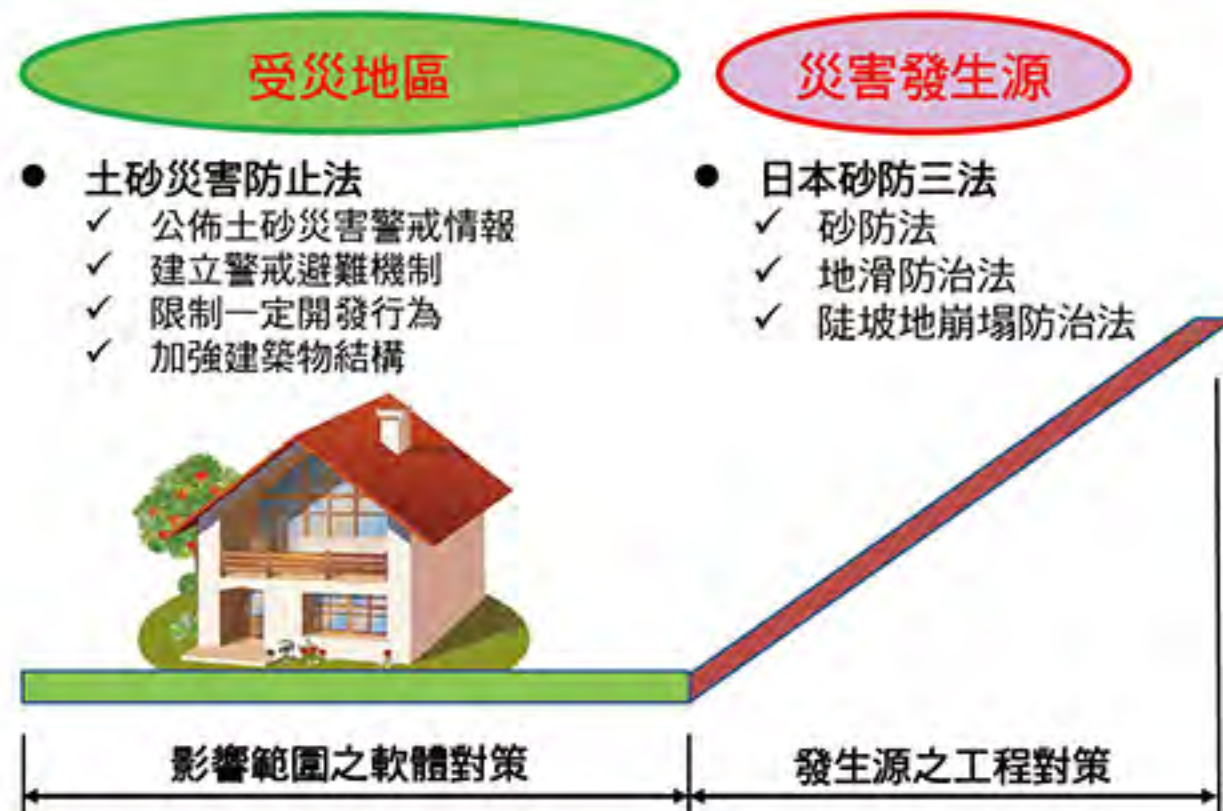 受災地區
災害發生源
● 土砂災害防止法
✓ 公佈土砂災害警戒情報
✓ 建立警戒避難機制
✓ 限制一定開發行為
✓ 加強建築物結構
● 日本砂防三法
✓ 砂防法
✓ 地滑防治法
✓ 陡坡地崩塌防治法
影響範圍之軟體對策
發生源之工程對策